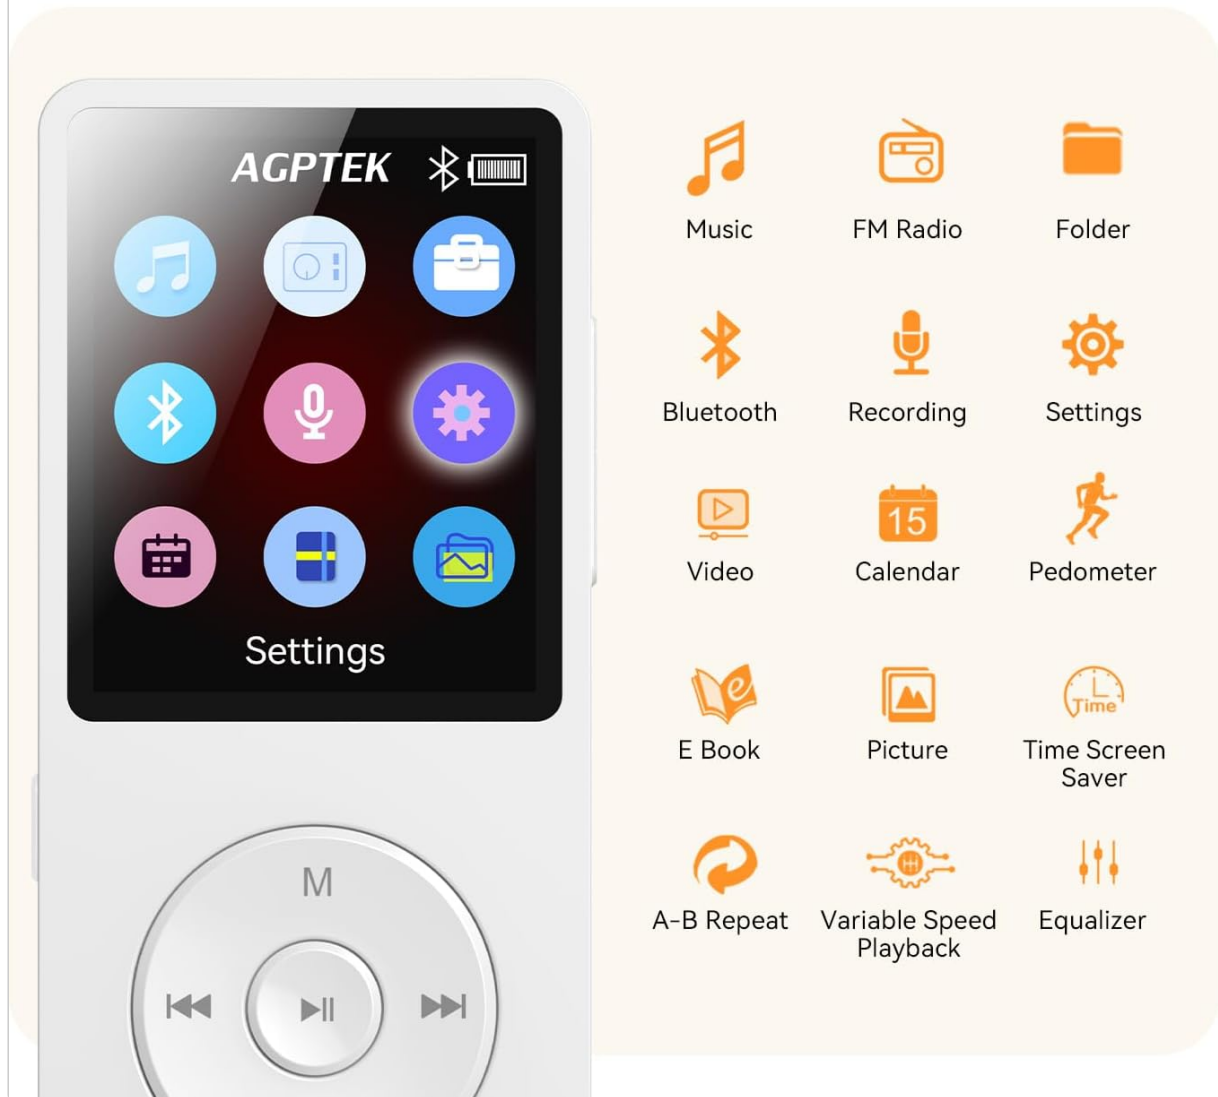 AGPTEK
Settings
M
Music
FM Radio
Folder
Bluetooth
Recording
Settings
15
Video
Calendar
Pedometer
e
Time
E Book
Picture
Time Screen
Saver
A-B Repeat
Variable Speed
Playback
Equalizer